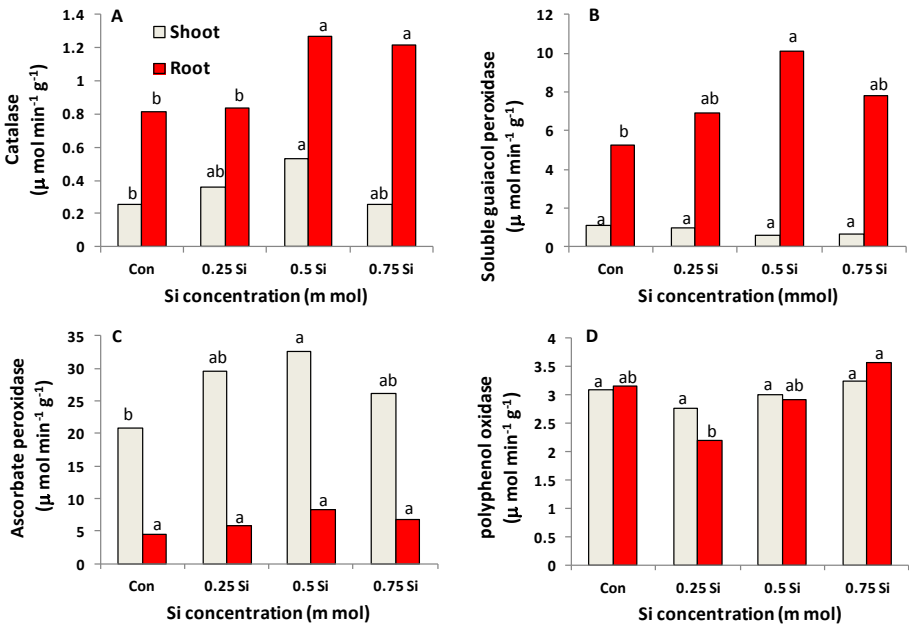 A
Shoot
Root
Catalase
(µ mol min⁻¹ g⁻¹)
1.4
1.2
1
0.8
0.6
0.4
0.2
0
b b
ab b
a a
b a
Con 0.25 Si 0.5 Si 0.75 Si
Si concentration (m mol)
B
Soluble guaiacol peroxidase
(µ mol min⁻¹ g⁻¹)
12
10
8
6
4
2
0
a b
a ab
a a
a ab
Con 0.25 Si 0.5 Si 0.75 Si
Si concentration (mmol)
C
Ascorbate peroxidase
(µ mol min⁻¹ g⁻¹)
35
30
25
20
15
10
5
0
b a
ab a
a a
ab a
Con 0.25 Si 0.5 Si 0.75 Si
Si concentration (m mol)
D
polyphenol oxidase
(µ mol min⁻¹ g⁻¹)
4
3.5
3
2.5
2
1.5
1
0.5
0
a ab
a b
a ab
a a
Con 0.25 Si 0.5 Si 0.75 Si
Si concentration (m mol)